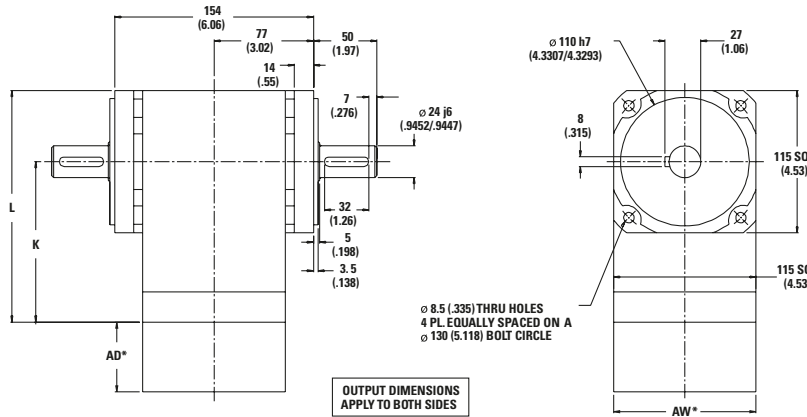 154
(6.06)
77
(3.02)
50
(1.97)
14
(.55)
7
(.276)
ø 24 j6
(.9452/.9447)
32
(1.26)
5
(.198)
3. 5
(.138)
L
K
AD*
ø 110 h7
(4.3307/4.3293)
27
(1.06)
8
(.315)
115 SQ
(4.53)
115 SQ
(4.53
ø 8.5 (.335) THRU HOLES
4 PL. EQUALLY SPACED ON A
ø 130 (5.118) BOLT CIRCLE
AW*
OUTPUT DIMENSIONS
APPLY TO BOTH SIDES